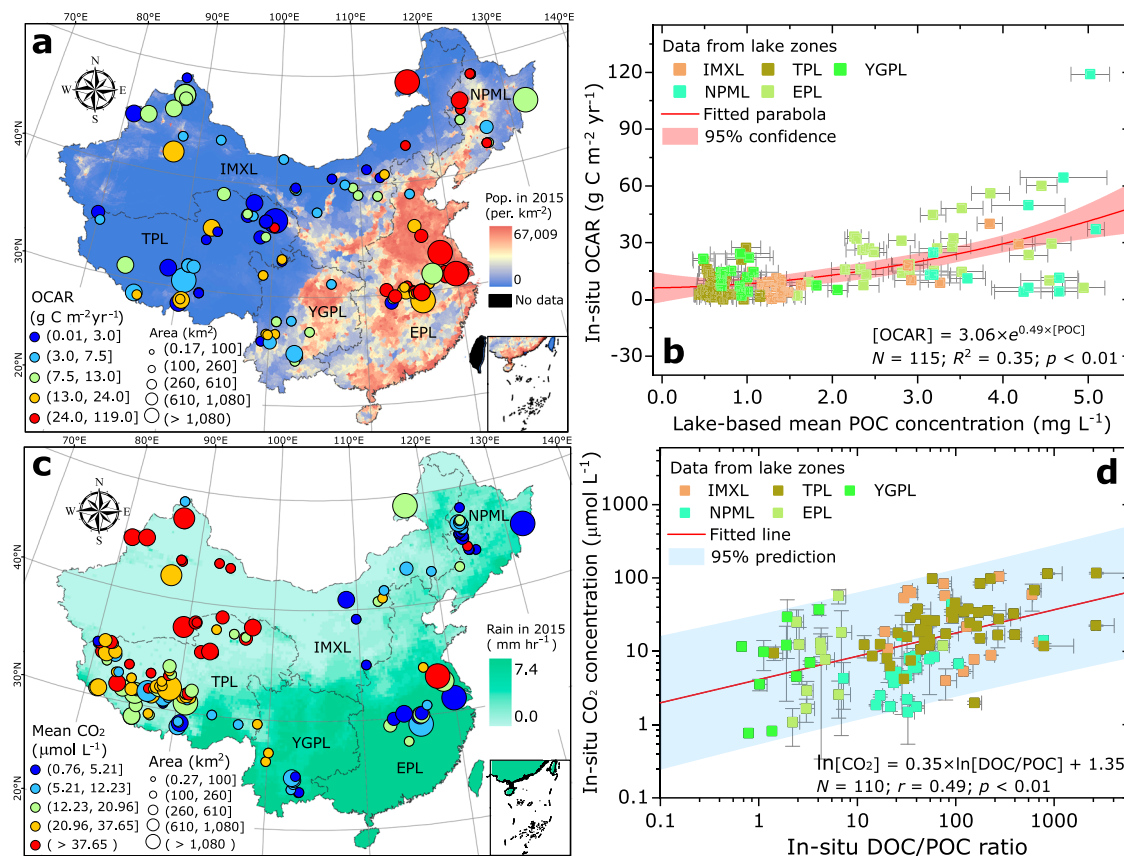 70°E 80°E 90°E 100°E 110°E 120°E 130°E 140°E
a
N
W E
S
40°N
30°N
20°N
NPML
IMXL
TPL
YGPL
EPL
Pop. in 2015
(per. km⁻²)
67,009
0
No data
OCAR
(g C m⁻²yr⁻¹)
(0.01, 3.0]
(3.0, 7.5]
(7.5, 13.0]
(13.0, 24.0]
(24.0, 119.0]
Area (km²)
(0.17, 100]
(100, 260]
(260, 610]
(610, 1,080]
(> 1,080)
70°E 80°E 90°E 100°E 110°E 120°E 130°E
b
Data from lake zones
IMXL TPL YGPL
NPML EPL
Fitted parabola
95% confidence
In-situ OCAR (g C m⁻² yr⁻¹)
120
90
60
30
0
-30
[OCAR] = 3.06×e^0.49×[POC]
N = 115; R² = 0.35; p < 0.01
0.0 1.0 2.0 3.0 4.0 5.0
Lake-based mean POC concentration (mg L⁻¹)
c
N
W E
S
40°N
30°N
20°N
NPML
IMXL
TPL
YGPL
EPL
Rain in 2015
(mm hr⁻¹)
7.4
0.0
Mean CO₂
(μmol L⁻¹)
(0.76, 5.21]
(5.21, 12.23]
(12.23, 20.96]
(20.96, 37.65]
( > 37.65)
Area (km²)
(0.27, 100]
(100, 260]
(260, 610]
(610, 1,080]
(> 1,080 )
d
Data from lake zones
IMXL TPL YGPL
NPML EPL
Fitted line
95% prediction
In-situ CO₂ concentration (μmol L⁻¹)
1000
100
10
1
0.1
ln[CO₂] = 0.35×ln[DOC/POC] + 1.35
N = 110; r = 0.49; p < 0.01
0.1 1 10 100 1000
In-situ DOC/POC ratio